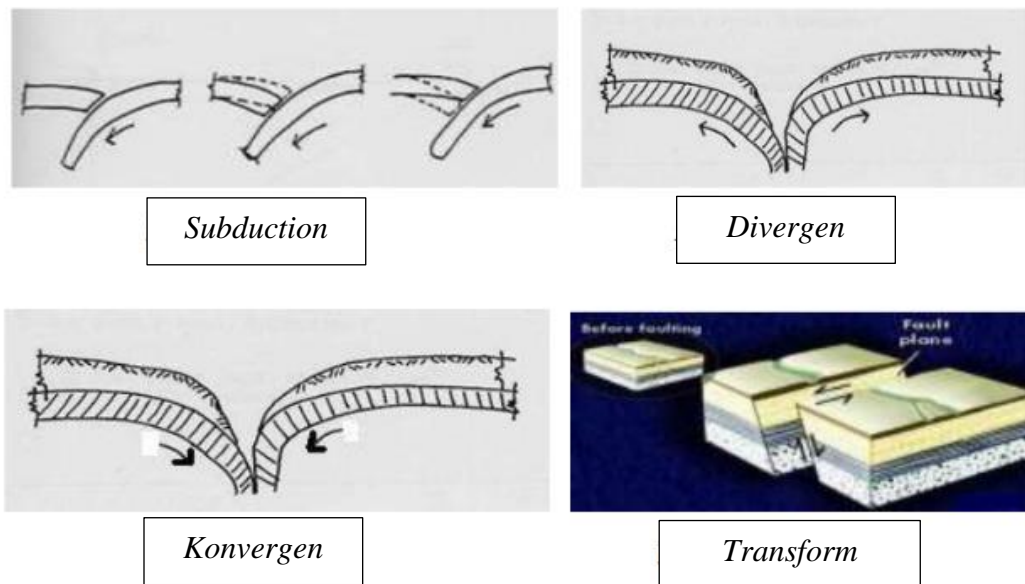 Subduction
Divergen
Before faulting
Fault
plane
Konvergen
Transform